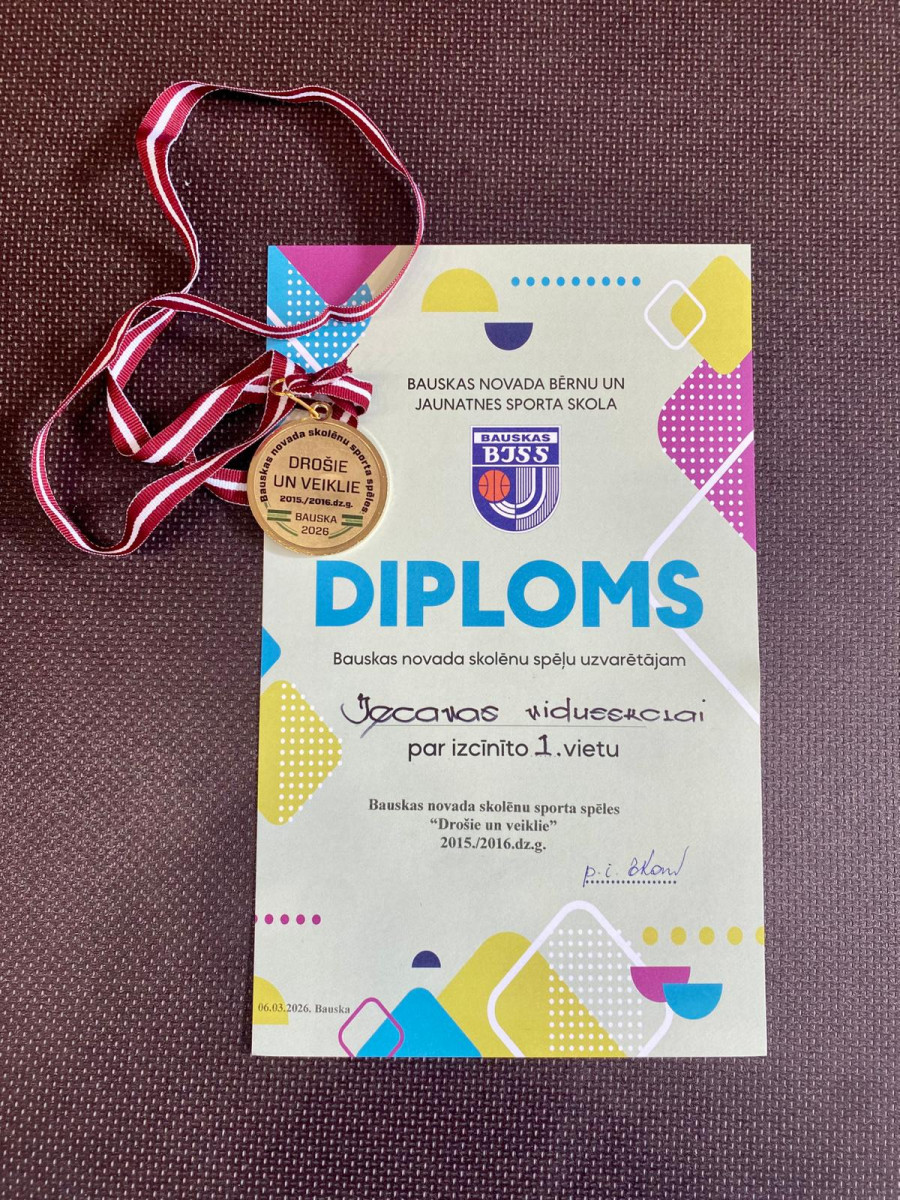 BAUSKAS NOVADA BĒRNU UN
JAUNATNES SPORTA SKOLA
BAUSKAS
BJSS
Bauskas novada skolēnu sporta spēles
DROŠIE
UN VEIKLIE
2015./2016.dz.g.
BAUSKA
2026
DIPLOMS
Bauskas novada skolēnu spēļu uzvarētājam
Iecavas vidusskolai
par izcīnīto 1.vietu
Bauskas novada skolēnu sporta spēles
“Drošie un veiklie”
2015./2016.dz.g.
p.i.
06.03.2026. Bauska